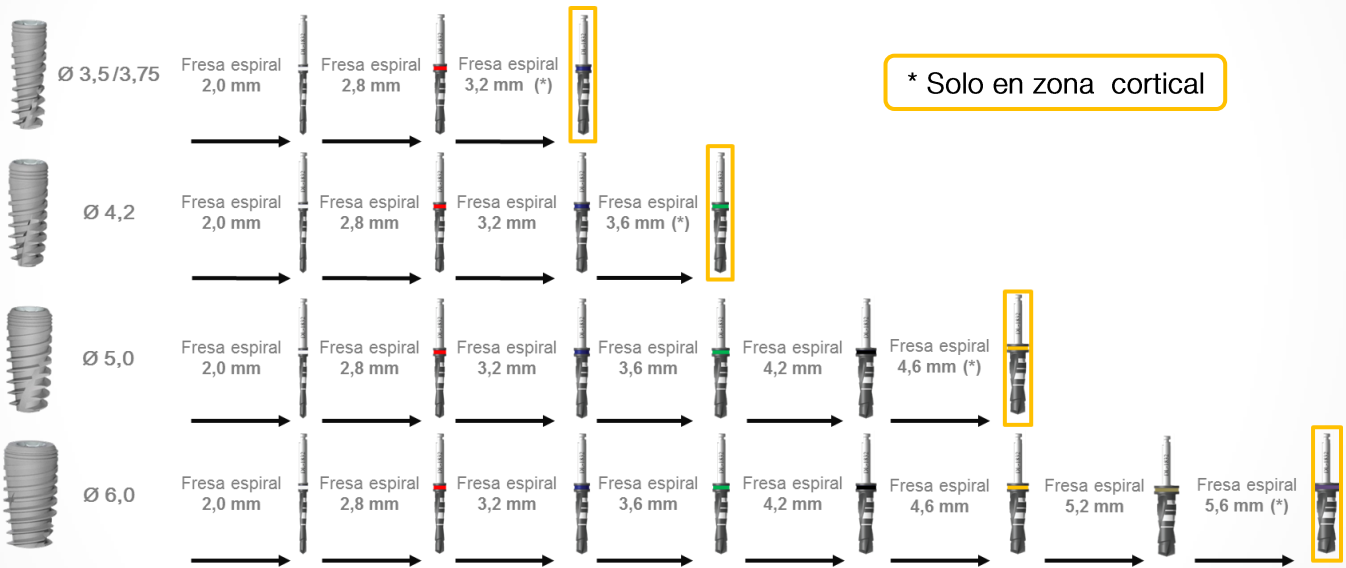 Ø 3,5/3,75
Fresa espiral
2,0 mm
Fresa espiral
2,8 mm
Fresa espiral
3,2 mm (*)
* Solo en zona cortical
Ø 4,2
Fresa espiral
2,0 mm
Fresa espiral
2,8 mm
Fresa espiral
3,2 mm
Fresa espiral
3,6 mm (*)
Ø 5,0
Fresa espiral
2,0 mm
Fresa espiral
2,8 mm
Fresa espiral
3,2 mm
Fresa espiral
3,6 mm
Fresa espiral
4,2 mm
Fresa espiral
4,6 mm (*)
Ø 6,0
Fresa espiral
2,0 mm
Fresa espiral
2,8 mm
Fresa espiral
3,2 mm
Fresa espiral
3,6 mm
Fresa espiral
4,2 mm
Fresa espiral
4,6 mm
Fresa espiral
5,2 mm
Fresa espiral
5,6 mm (*)